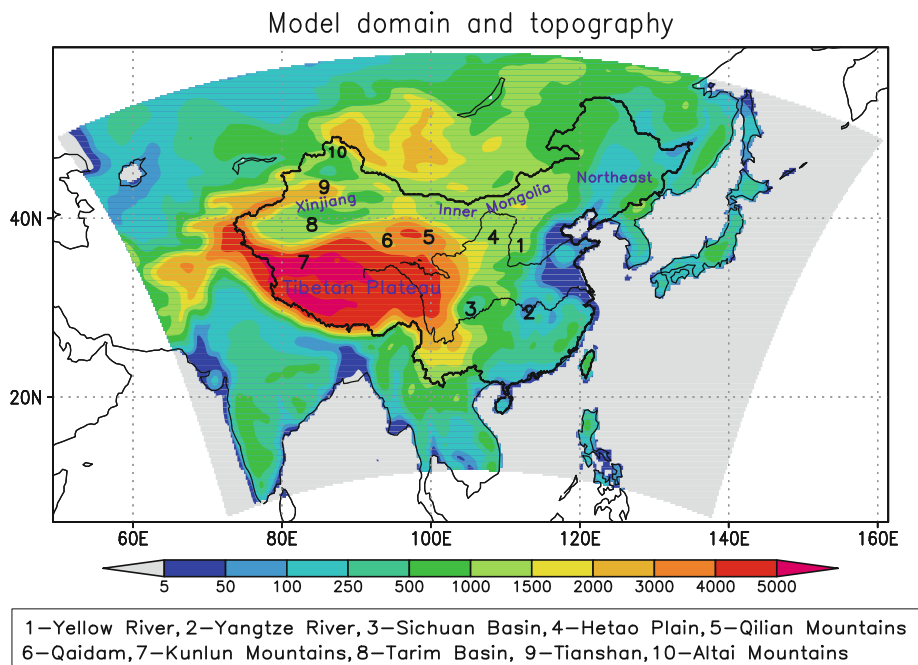 Model domain and topography
10
9
Xinjiang
Northeast
Inner Mongolia
40N
8
6
5
4
1
7
Tibetan Plateau
3
2
20N
60E 80E 100E 120E 140E 160E
5 50 100 250 500 1000 1500 2000 3000 4000 5000
1−Yellow River,2−Yangtze River,3−Sichuan Basin,4−Hetao Plain,5−Qilian Mountains
6−Qaidam,7−Kunlun Mountains,8−Tarim Basin, 9−Tianshan,10−Altai Mountains